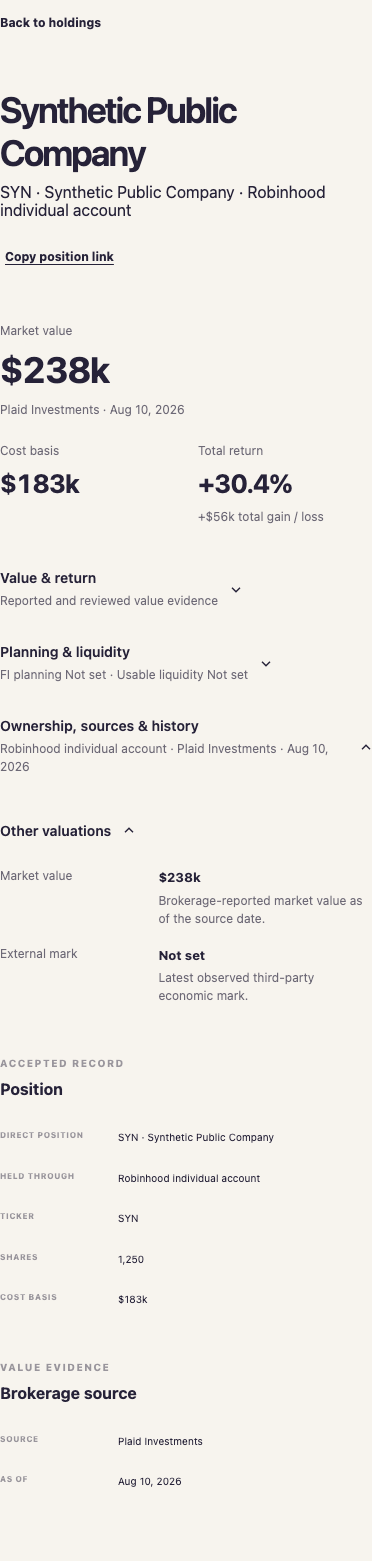 Back to holdings
Synthetic Public
Company
SYN · Synthetic Public Company · Robinhood
individual account
Copy position link
Market value
$238k
Plaid Investments · Aug 10, 2026
Cost basis
$183k
Total return
+30.4%
+$56k total gain / loss
Value & return
Reported and reviewed value evidence
Planning & liquidity
FI planning Not set · Usable liquidity Not set
Ownership, sources & history
Robinhood individual account · Plaid Investments · Aug 10,
2026
Other valuations
Market value
$238k
Brokerage-reported market value as
of the source date.
External mark
Not set
Latest observed third-party
economic mark.
ACCEPTED RECORD
Position
DIRECT POSITION
SYN · Synthetic Public Company
HELD THROUGH
Robinhood individual account
TICKER
SYN
SHARES
1,250
COST BASIS
$183k
VALUE EVIDENCE
Brokerage source
SOURCE
Plaid Investments
AS OF
Aug 10, 2026